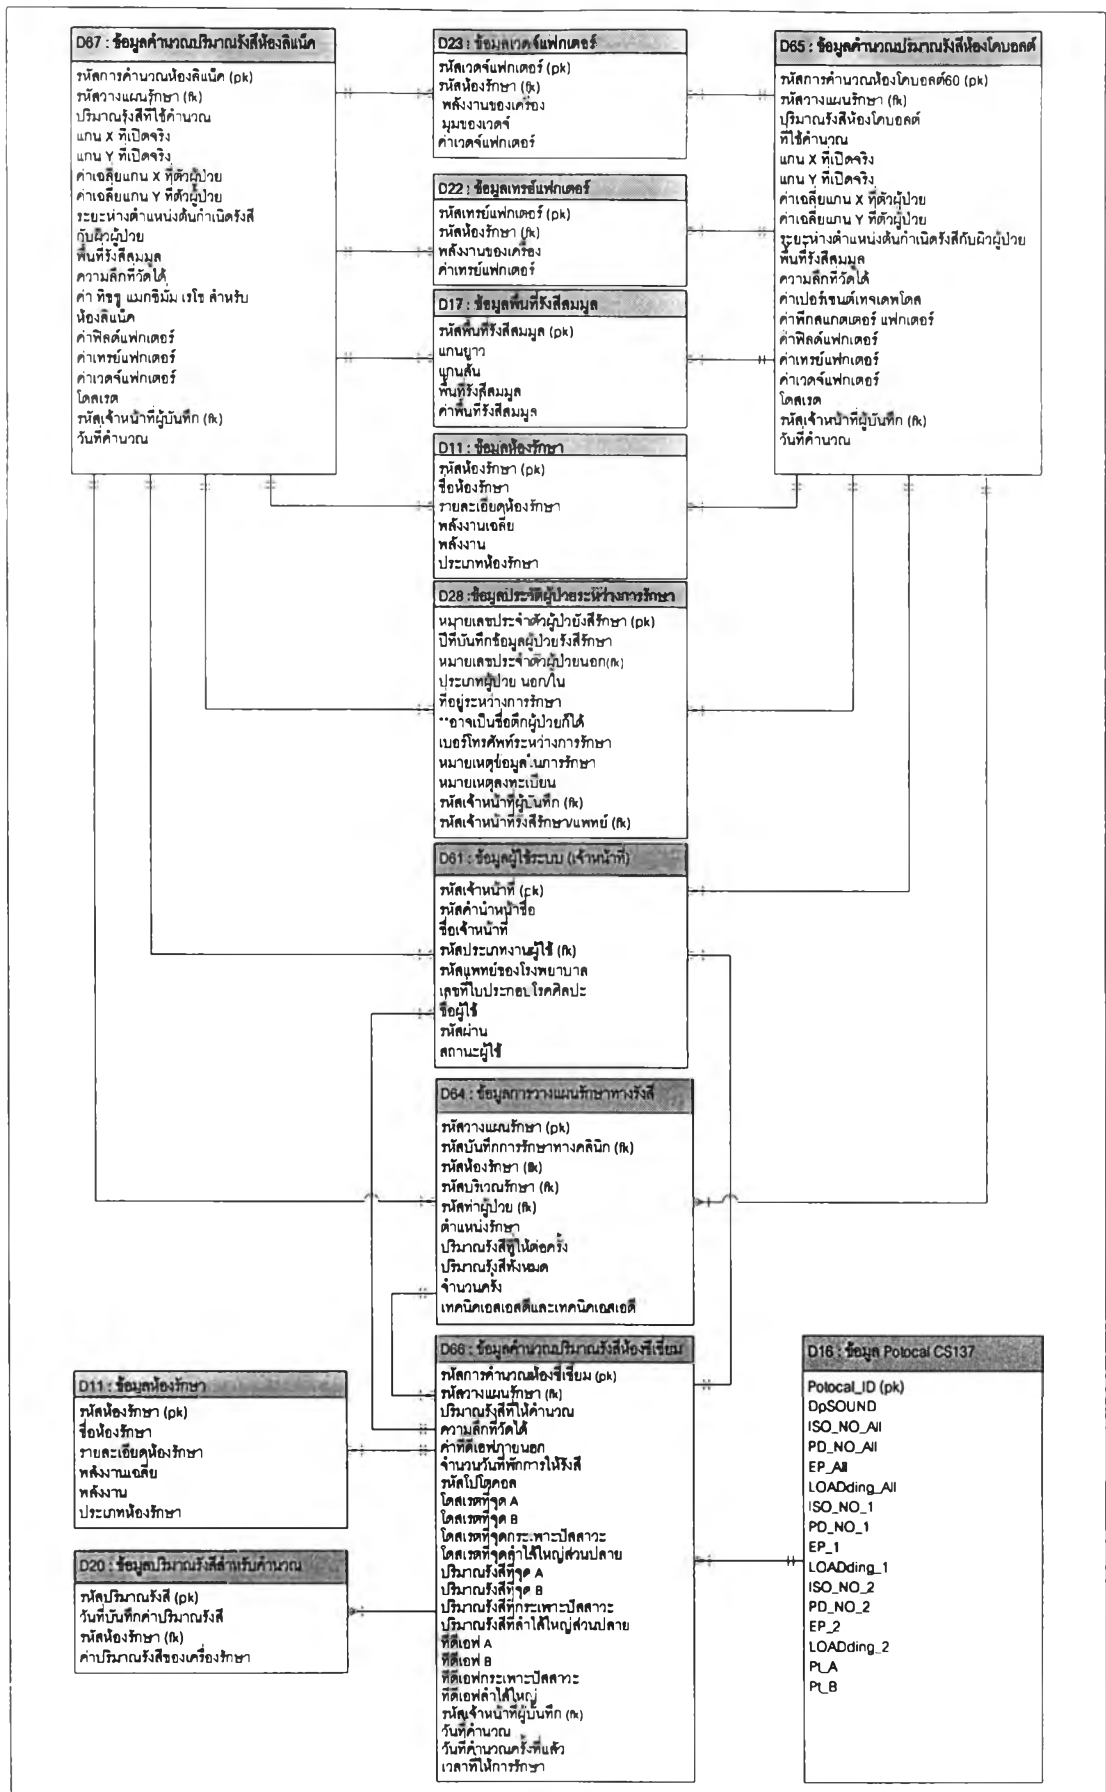 D67 : ข้อมูลคำนวณปริมาณรังสีห้องลิแน็ค
รหัสการคำนวณห้องลิแน็ค (pk)
รหัสวางแผนรักษา (fk)
ปริมาณรังสีที่ใช้คำนวณ
แกน X ที่เปิดจริง
แกน Y ที่เปิดจริง
ค่าเฉลี่ยแกน X ที่ตัวผู้ป่วย
ค่าเฉลี่ยแกน Y ที่ตัวผู้ป่วย
ระยะห่างตำแหน่งต้นกำเนิดรังสี
กับผิวผู้ป่วย
พื้นที่รังสีสมมูล
ความลึกที่วัดได้
ค่า ทิชชู แมกซิมั่ม เรโช สำหรับ
ห้องลิแน็ค
ค่าฟิลด์แฟกเตอร์
ค่าเทรย์แฟกเตอร์
ค่าเวดจ์แฟกเตอร์
โดสเรต
รหัสเจ้าหน้าที่ผู้บันทึก (fk)
วันที่คำนวณ
D23 : ข้อมูลเวดจ์แฟกเตอร์
รหัสเวดจ์แฟกเตอร์ (pk)
รหัสห้องรักษา (fk)
พลังงานของเครื่อง
มุมของเวดจ์
ค่าเวดจ์แฟกเตอร์
D22 : ข้อมูลเทรย์แฟกเตอร์
รหัสเทรย์แฟกเตอร์ (pk)
รหัสห้องรักษา (fk)
พลังงานของเครื่อง
ค่าเทรย์แฟกเตอร์
D17 : ข้อมูลพื้นที่รังสีสมมูล
รหัสพื้นที่รังสีสมมูล (pk)
แกนยาว
แกนสั้น
พื้นที่รังสีสมมูล
ค่าพื้นที่รังสีสมมูล
D65 : ข้อมูลคำนวณปริมาณรังสีห้องโคบอลต์
รหัสการคำนวณห้องโคบอลต์60 (pk)
รหัสวางแผนรักษา (fk)
ปริมาณรังสีห้องโคบอลต์
ที่ใช้คำนวณ
แกน X ที่เปิดจริง
แกน Y ที่เปิดจริง
ค่าเฉลี่ยแกน X ที่ตัวผู้ป่วย
ค่าเฉลี่ยแกน Y ที่ตัวผู้ป่วย
ระยะห่างตำแหน่งต้นกำเนิดรังสีกับผิวผู้ป่วย
พื้นที่รังสีสมมูล
ความลึกที่วัดได้
ค่าเปอร์เซนต์เทจเดพโดส
ค่าพีกสแกตเตอร์ แฟกเตอร์
ค่าฟิลด์แฟกเตอร์
ค่าเทรย์แฟกเตอร์
ค่าเวดจ์แฟกเตอร์
โดสเรต
รหัสเจ้าหน้าที่ผู้บันทึก (fk)
วันที่คำนวณ
D11 : ข้อมูลห้องรักษา
รหัสห้องรักษา (pk)
ชื่อห้องรักษา
รายละเอียดห้องรักษา
พลังงานเฉลี่ย
พลังงาน
ประเภทห้องรักษา
D28 : ข้อมูลประวัติผู้ป่วยระหว่างการรักษา
หมายเลขประจำตัวผู้ป่วยรังสีรักษา (pk)
ปีที่บันทึกข้อมูลผู้ป่วยรังสีรักษา
หมายเลขประจำตัวผู้ป่วยนอก(fk)
ประเภทผู้ป่วย นอก/ใน
ที่อยู่ระหว่างการรักษา
**อาจเป็นชื่อตึกผู้ป่วยก็ได้
เบอร์โทรศัพท์ระหว่างการรักษา
หมายเหตุข้อมูลในการรักษา
หมายเหตุลงทะเบียน
รหัสเจ้าหน้าที่ผู้บันทึก (fk)
รหัสเจ้าหน้าที่รังสีรักษา/แพทย์ (fk)
D61 : ข้อมูลผู้ใช้ระบบ (เจ้าหน้าที่)
รหัสเจ้าหน้าที่ (pk)
รหัสคำนำหน้าชื่อ
ชื่อเจ้าหน้าที่
รหัสประเภทงานผู้ใช้ (fk)
รหัสแพทย์ของโรงพยาบาล
เลขที่ใบประกอบโรคศิลปะ
ชื่อผู้ใช้
รหัสผ่าน
สถานะผู้ใช้
D64 : ข้อมูลการวางแผนรักษาทางรังสี
รหัสวางแผนรักษา (pk)
รหัสบันทึกการรักษาทางคลินิก (fk)
รหัสห้องรักษา (fk)
รหัสบริเวณรักษา (fk)
รหัสท่าผู้ป่วย (fk)
ตำแหน่งรักษา
ปริมาณรังสีที่ให้ต่อครั้ง
ปริมาณรังสีทั้งหมด
จำนวนครั้ง
เทคนิคเอสเอสดีและเทคนิคเอสเอดี
D66 : ข้อมูลคำนวณปริมาณรังสีห้องซีเซี่ยม
รหัสการคำนวณห้องซีเซี่ยม (pk)
รหัสวางแผนรักษา (fk)
ปริมาณรังสีที่ให้คำนวณ
ความลึกที่วัดได้
ค่าทีดีเอฟภายนอก
จำนวนวันที่พักการให้รังสี
รหัสโปโตคอล
โดสเรตที่จุด A
โดสเรตที่จุด B
โดสเรตที่จุดกระเพาะปัสสาวะ
โดสเรตที่จุดลำไส้ใหญ่ส่วนปลาย
ปริมาณรังสีที่จุด A
ปริมาณรังสีที่จุด B
ปริมาณรังสีที่กระเพาะปัสสาวะ
ปริมาณรังสีที่ลำไส้ใหญ่ส่วนปลาย
ทีดีเอฟ A
ทีดีเอฟ B
ทีดีเอฟกระเพาะปัสสาวะ
ทีดีเอฟลำไส้ใหญ่
รหัสเจ้าหน้าที่ผู้บันทึก (fk)
วันที่คำนวณ
วันที่คำนวณครั้งที่แล้ว
เวลาที่ให้การรักษา
D11 : ข้อมูลห้องรักษา
รหัสห้องรักษา (pk)
ชื่อห้องรักษา
รายละเอียดห้องรักษา
พลังงานเฉลี่ย
พลังงาน
ประเภทห้องรักษา
D20 : ข้อมูลปริมาณรังสีสำหรับคำนวณ
รหัสปริมาณรังสี (pk)
วันที่บันทึกค่าปริมาณรังสี
รหัสห้องรักษา (fk)
ค่าปริมาณรังสีของเครื่องรักษา
D16 : ข้อมูล Potocal CS137
Potocal_ID (pk)
DpSOUND
ISO_NO_All
PD_NO_All
EP_All
LOADding_All
ISO_NO_1
PD_NO_1
EP_1
LOADding_1
ISO_NO_2
PD_NO_2
EP_2
LOADding_2
Pt_A
Pt_B